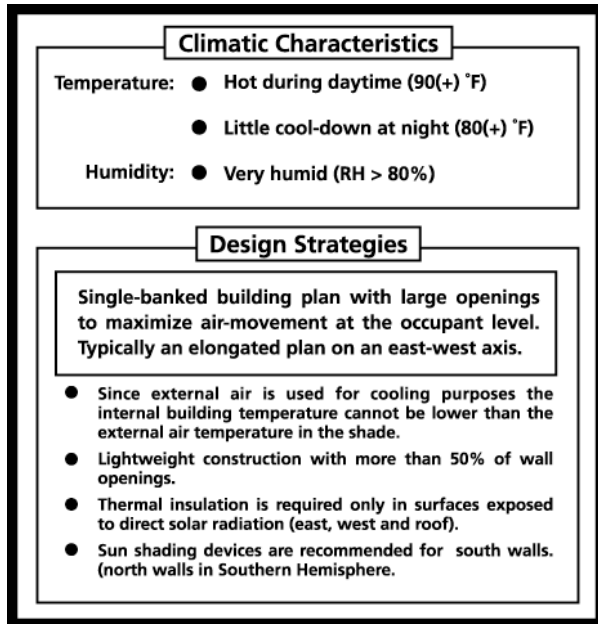 Climatic Characteristics
Temperature: ● Hot during daytime (90(+) ˚F)
● Little cool-down at night (80(+) ˚F)
Humidity: ● Very humid (RH > 80%)
Design Strategies
Single-banked building plan with large openings
to maximize air-movement at the occupant level.
Typically an elongated plan on an east-west axis.
● Since external air is used for cooling purposes the
internal building temperature cannot be lower than the
external air temperature in the shade.
● Lightweight construction with more than 50% of wall
openings.
● Thermal insulation is required only in surfaces exposed
to direct solar radiation (east, west and roof).
● Sun shading devices are recommended for south walls.
(north walls in Southern Hemisphere.